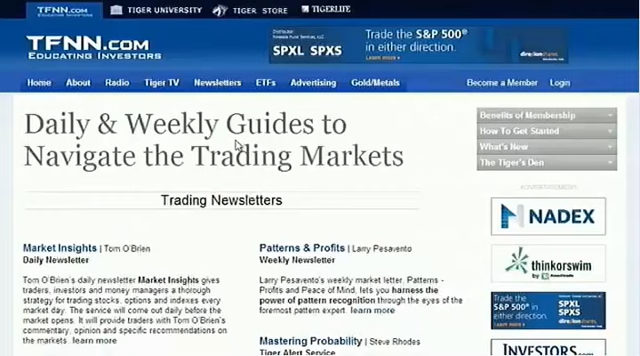 TFNN.COM
EDUCATING INVESTORS
TIGER UNIVERSITY
TIGER STORE
TIGERLITE
TFNN.COM
EDUCATING INVESTORS
SPXL SPXS
Trade the S&P 500®
in either direction.
Learn more ›
direxionshares
Home About Radio Tiger TV Newsletters ETFs Advertising Gold/Metals Become a Member Login
Daily & Weekly Guides to
Navigate the Trading Markets
Benefits of Membership
How To Get Started
What's New
The Tiger's Den
Trading Newsletters
ADVERTISEMENT
NADEX
thinkorswim
Market Insights | Tom O'Brien
Daily Newsletter
Tom O'Brien's daily newsletter Market Insights gives
traders, investors and money managers a thorough
strategy for trading stocks, options and indexes every
market day. The service will come out daily before the
market opens. It will provide traders with Tom O'Brien's
commentary, opinion and specific recommendations on
the markets. learn more
Patterns & Profits | Larry Pesavento
Weekly Newsletter
Larry Pesavento's weekly market letter, Patterns -
Profits and Peace of Mind, lets you harness the
power of pattern recognition through the eyes of the
foremost pattern expert. learn more
Mastering Probability | Steve Rhodes
Tiger Alert Service
Trade the
S&P 500®
in either direction.
Learn more ›
SPXL
SPXS
INVESTORS.com